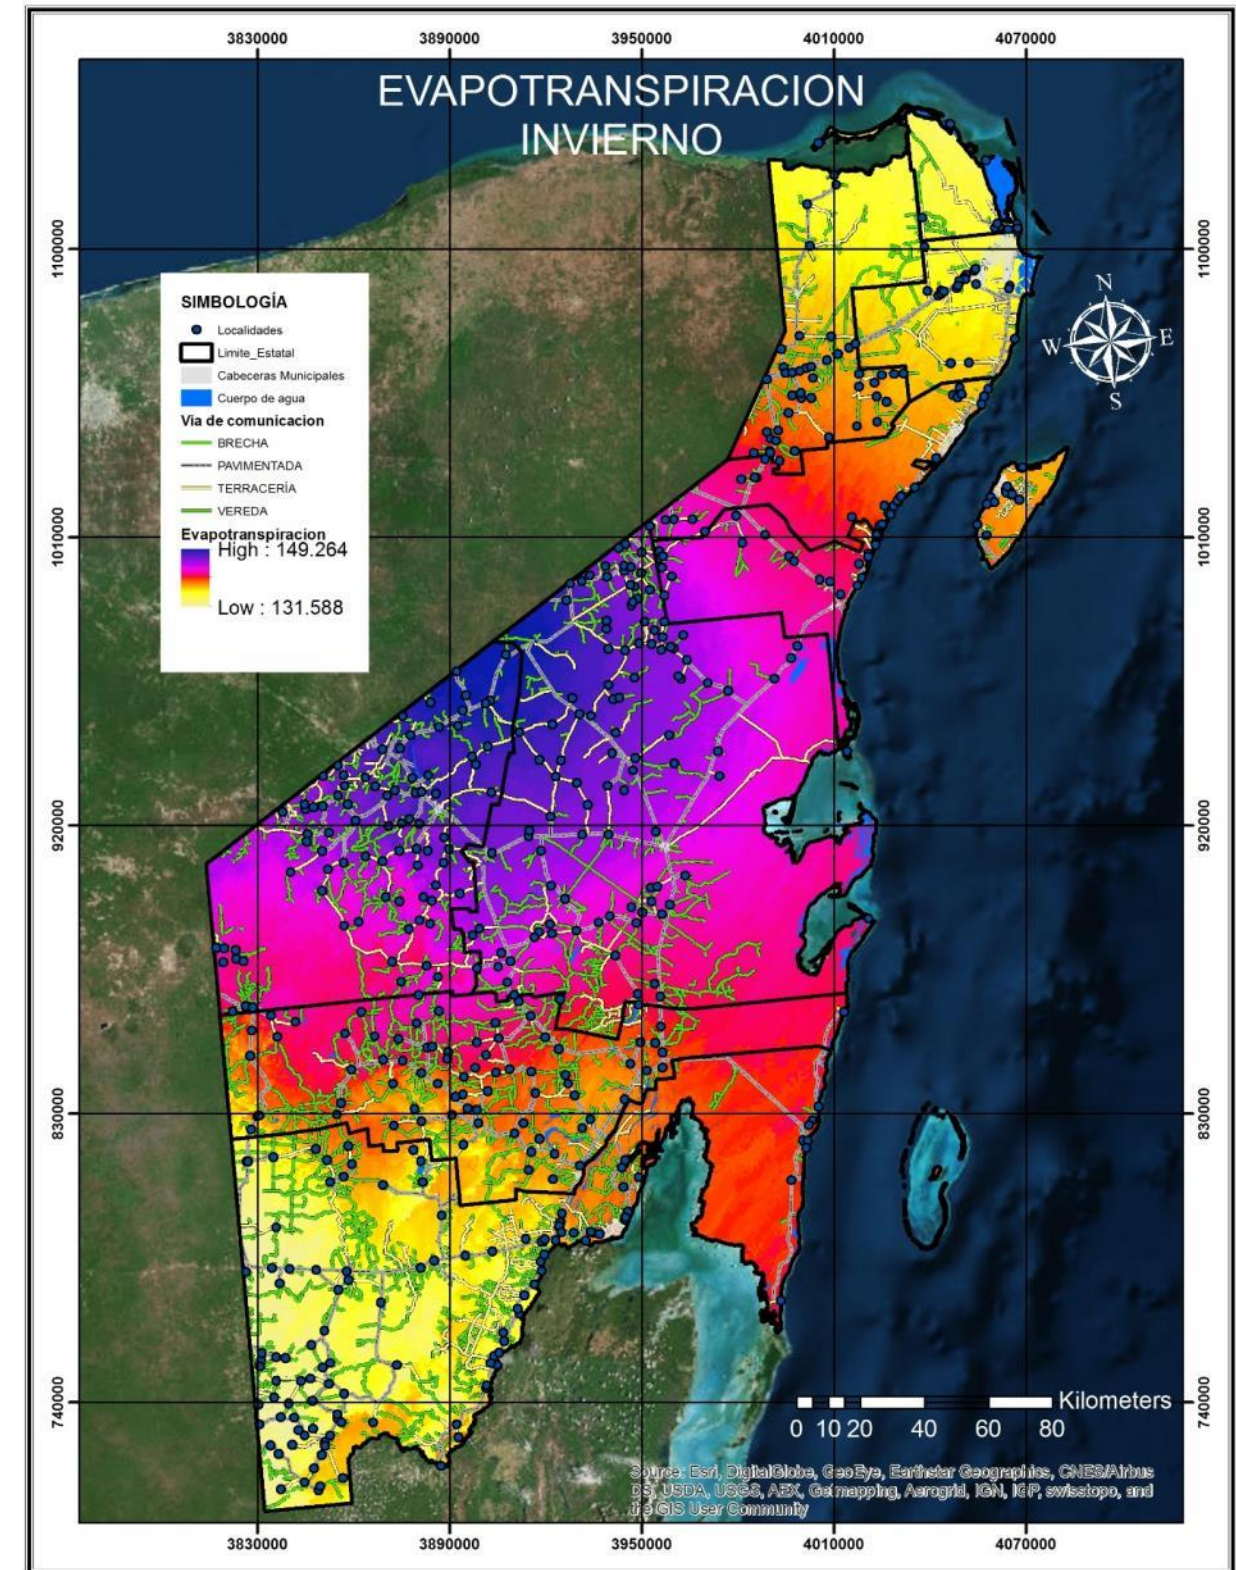 3830000 3890000 3950000 4010000 4070000
EVAPOTRANSPIRACION
INVIERNO
1100000 1100000
SIMBOLOGÍA
Localidades
Limite_Estatal
Cabeceras Municipales
Cuerpo de agua
Via de comunicacion
BRECHA
PAVIMENTADA
TERRACERÍA
VEREDA
Evapotranspiracion
High : 149.264
Low : 131.588
N
W E
S
1010000 1010000
920000 920000
830000 830000
740000 740000
Kilometers
0 10 20 40 60 80
Source: Esri, DigitalGlobe, GeoEye, Earthstar Geographics, CNES/Airbus
DS, USDA, USGS, AEX, Getmapping, Aerogrid, IGN, IGP, swisstopo, and
the GIS User Community
3830000 3890000 3950000 4010000 4070000